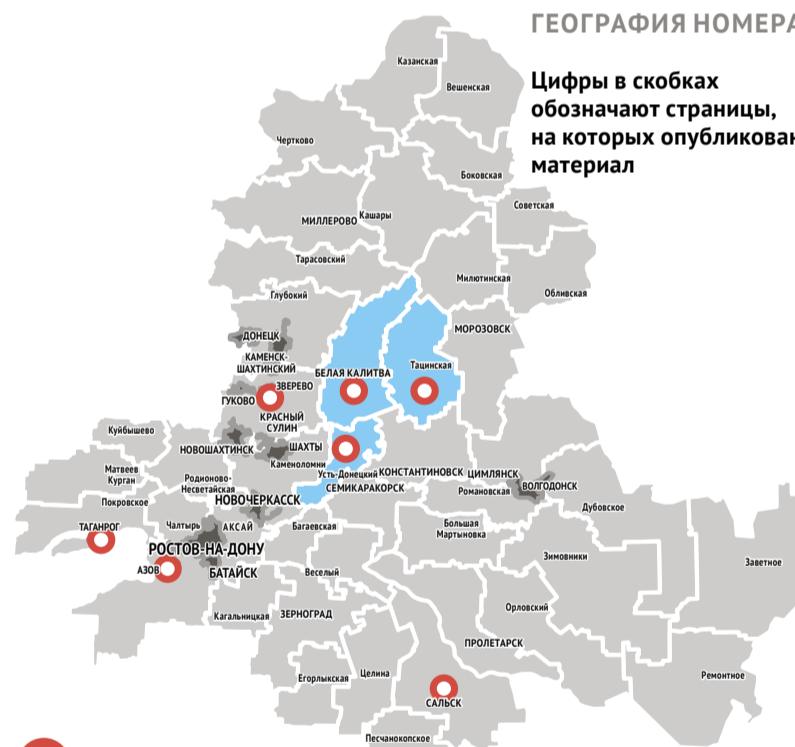 ГЕОГРАФИЯ НОМЕРА
Цифры в скобках
обозначают страницы,
на которых опубликован
материал
Казанская
Вешенская
Чертково
Боковская
Советская
МИЛЛЕРОВО
Кашары
Тарасовский
Милютинская
Обливская
Глубокий
МОРОЗОВСК
ДОНЕЦК
КАМЕНСК-
ШАХТИНСКИЙ
БЕЛАЯ КАЛИТВА
Тацинская
ЗВЕРЕВО
ГУКОВО
КРАСНЫЙ
СУЛИН
Куйбышево
НОВОШАХТИНСК
ШАХТЫ
Каменоломни
Матвеев
Курган
Родионово-
Несветайская
Усть-Донецкий
КОНСТАНТИНОВСК
ЦИМЛЯНСК
СЕМИКАРАКОРСК
Романовская
ВОЛГОДОНСК
Покровское
НОВОЧЕРКАССК
Дубовское
ТАГАНРОГ
Чалтырь
АКСАЙ
Багаевская
Большая
Мартыновка
РОСТОВ-НА-ДОНУ
Зимовники
Заветное
АЗОВ
БАТАЙСК
Веселый
Кагальницкая
ЗЕРНОГРАД
Орловский
ПРОЛЕТАРСК
Егорлыкская
Целина
Ремонтное
САЛЬСК
Песчанокопское